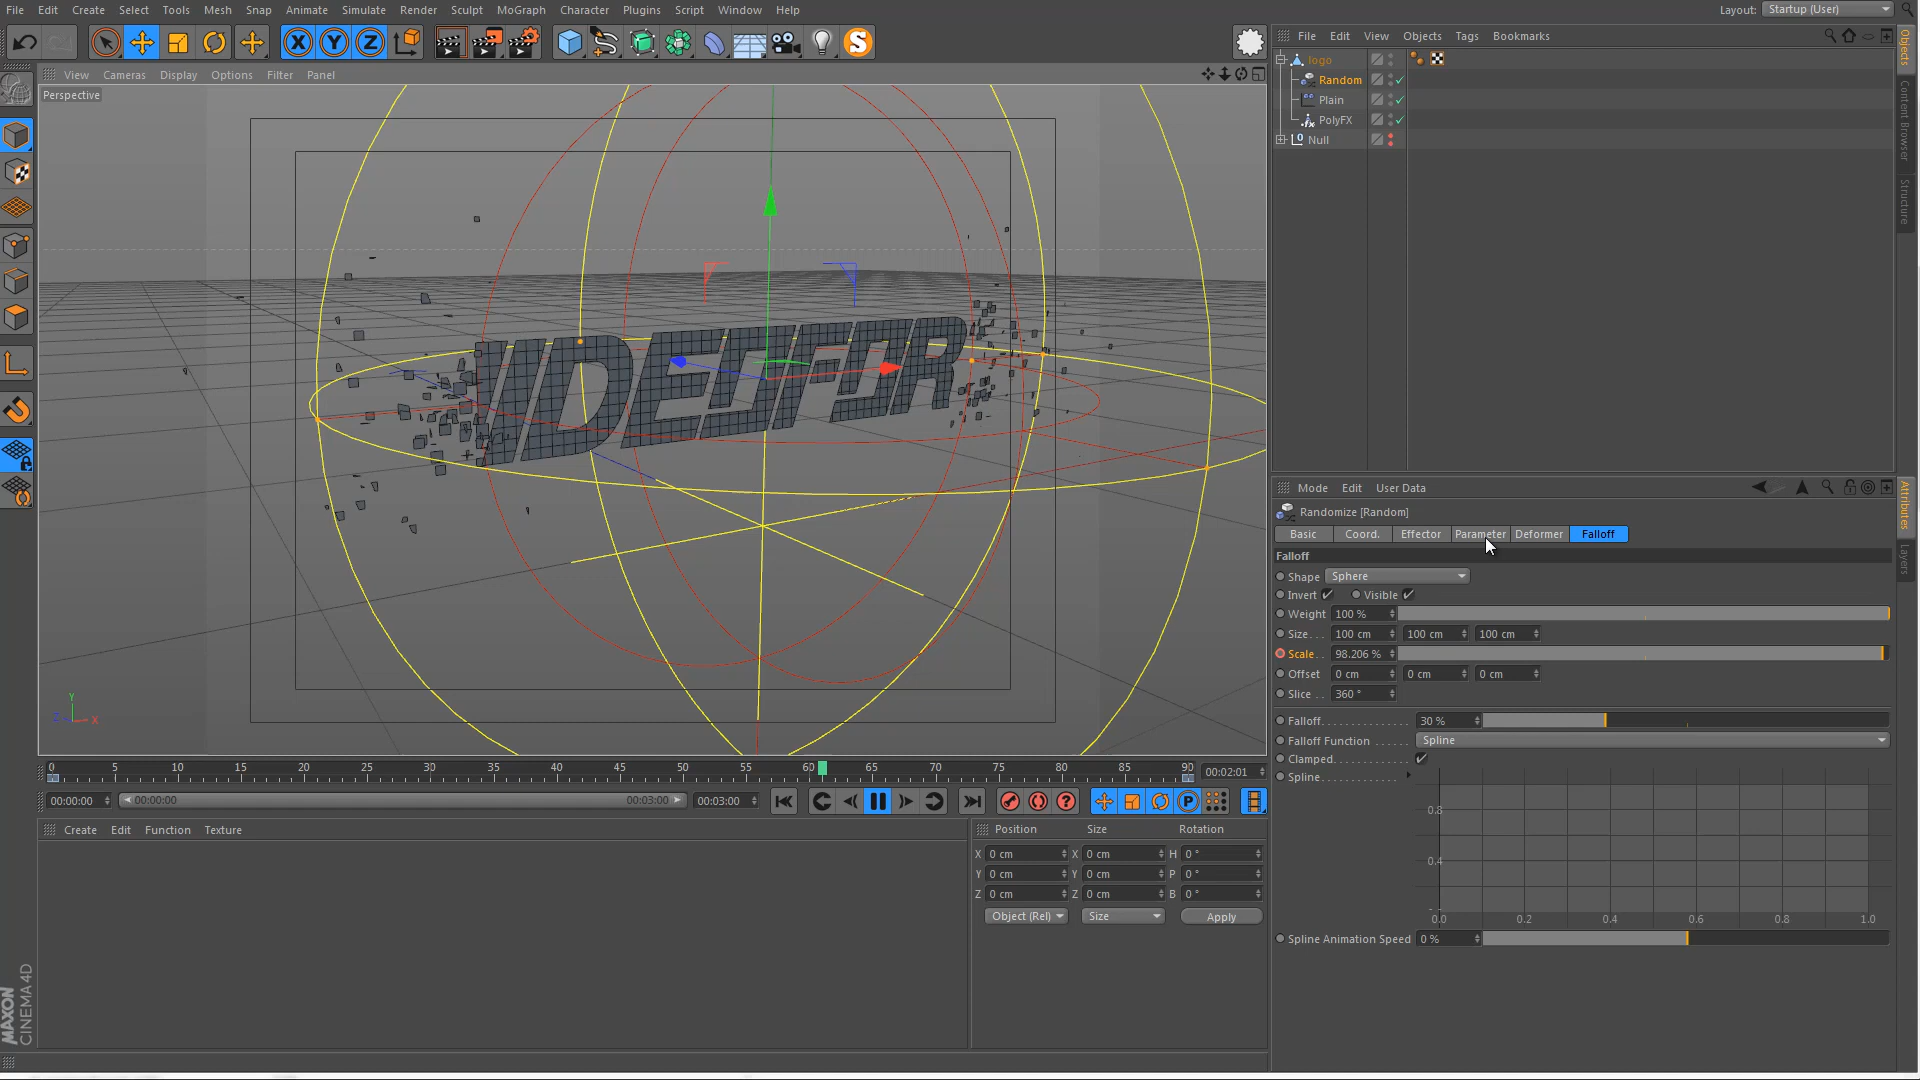 File Edit Create Select Tools Mesh Snap Animate Simulate Render Sculpt MoGraph Character Plugins Script Window Help Layout: Startup (User)
X Y Z S
File Edit View Objects Tags Bookmarks
View Cameras Display Options Filter Panel
Perspective
logo
Random
Plain
PolyFX
Null
Objects
Content Browser
Structure
VIDEOFOR
Y
Z X
Mode Edit User Data
Randomize [Random]
Basic Coord. Effector Parameter Deformer Falloff
Attributes
Layers
Falloff
Shape Sphere
Invert Visible
Weight 100 %
Size... 100 cm 100 cm 100 cm
Scale.. 98.206 %
Offset 0 cm 0 cm 0 cm
Slice .. 360 °
Falloff 30 %
Falloff Function Spline
Clamped
Spline
0.8
0.4
0.0 0.2 0.4 0.6 0.8 1.0
Spline Animation Speed 0 %
0 5 10 15 20 25 30 35 40 45 50 55 60 65 70 75 80 85 90 00:02:01
00:00:00 00:00:00 00:03:00 00:03:00 P
Create Edit Function Texture
Position Size Rotation
X 0 cm X 0 cm H 0 °
Y 0 cm Y 0 cm P 0 °
Z 0 cm Z 0 cm B 0 °
Object (Rel) Size Apply
MAXON
CINEMA 4D